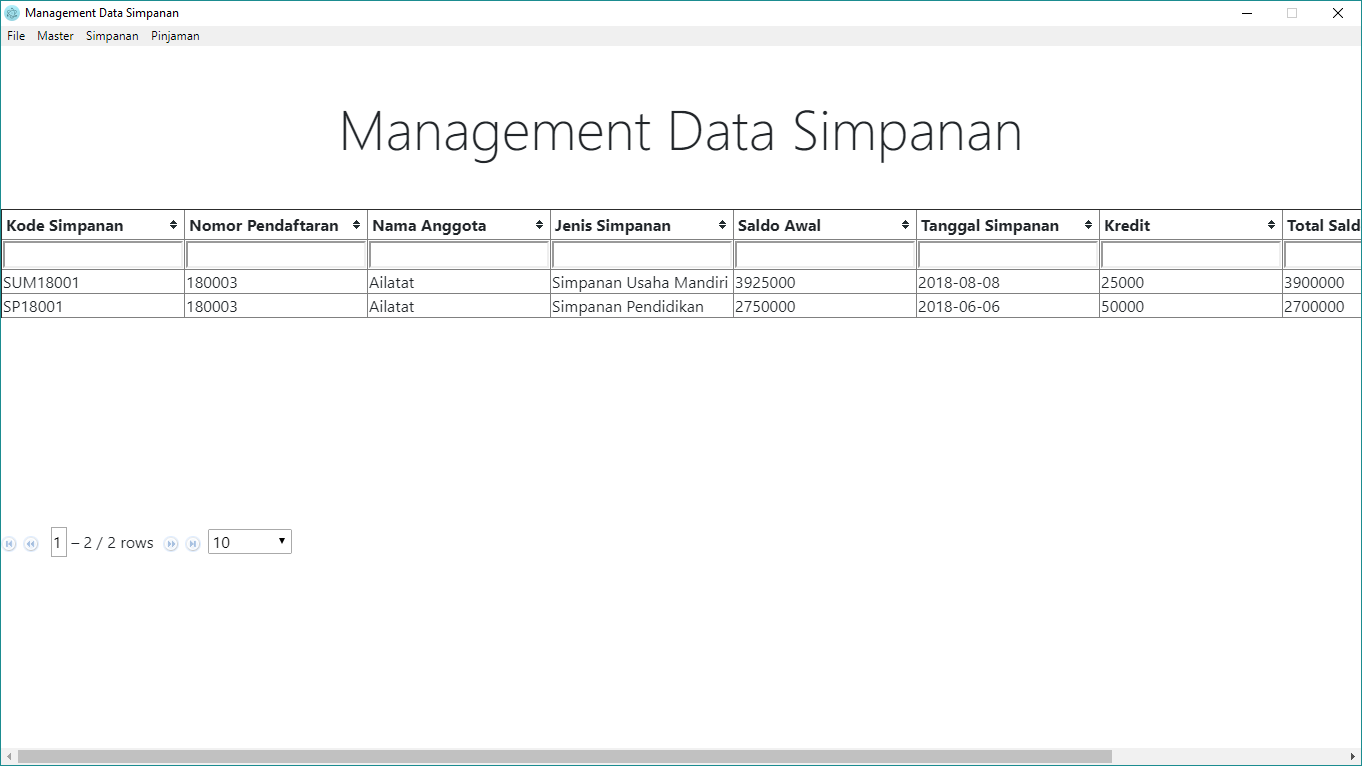 Management Data Simpanan
File Master Simpanan Pinjaman
Management Data Simpanan
Kode Simpanan Nomor Pendaftaran Nama Anggota Jenis Simpanan Saldo Awal Tanggal Simpanan Kredit Total Sald
SUM18001 180003 Ailatat Simpanan Usaha Mandiri 3925000 2018-08-08 25000 3900000
SP18001 180003 Ailatat Simpanan Pendidikan 2750000 2018-06-06 50000 2700000
1 – 2 / 2 rows 10